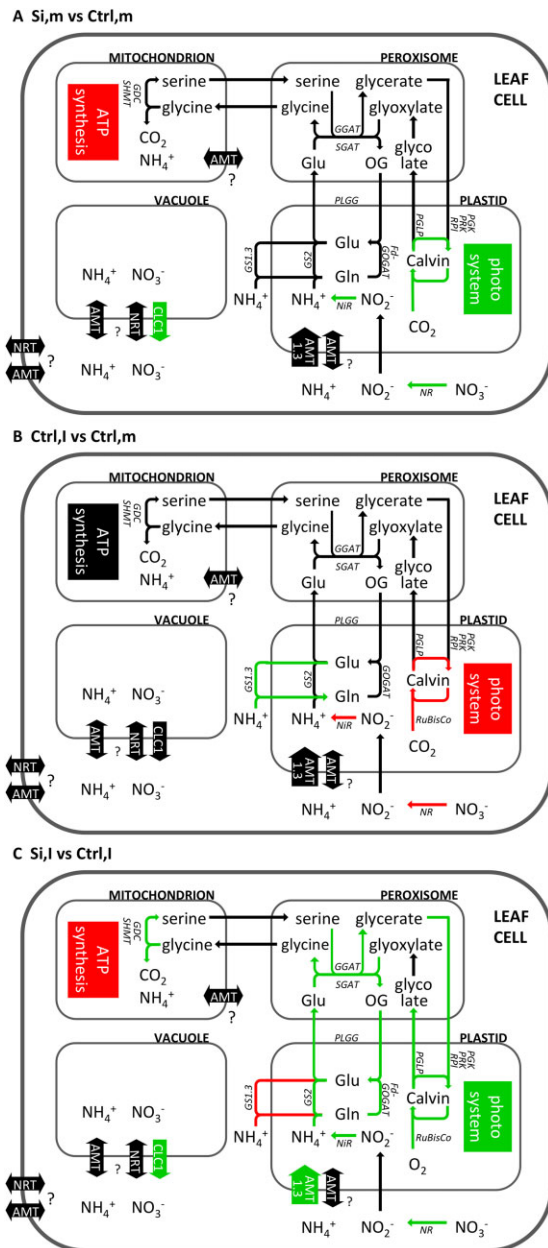 A Si,m vs Ctrl,m
MITOCHONDRION
PEROXISOME
LEAF
CELL
ATP
synthesis
GDC
SHMT
serine
glycine
CO2
NH4+
AMT
?
serine
glycerate
glycine
glyoxylate
GGAT
SGAT
Glu
OG
glyco
late
VACUOLE
PLGG
PLASTID
PGLP
PGK
PRK
RPI
NH4+
NO3-
GS1.3
GS2
Glu
Gln
Fd-
GOGAT
Calvin
photo
system
NH4+
NH4+
NiR
NO2-
CO2
AMT
?
NRT
CLC1
AMT
1.3
AMT
?
NRT
?
AMT
NH4+
NO3-
NH4+
NO2-
NR
NO3-
B Ctrl,I vs Ctrl,m
MITOCHONDRION
PEROXISOME
LEAF
CELL
ATP
synthesis
GDC
SHMT
serine
glycine
CO2
NH4+
AMT
?
serine
glycerate
glycine
glyoxylate
GGAT
SGAT
Glu
OG
glyco
late
VACUOLE
PLGG
PLASTID
PGLP
PGK
PRK
RPI
NH4+
NO3-
GS1.3
GS2
Glu
Gln
GOGAT
Calvin
photo
system
NH4+
NH4+
NiR
NO2-
RuBisCo
CO2
AMT
?
NRT
CLC1
AMT
1.3
AMT
?
NRT
?
AMT
NH4+
NO3-
NH4+
NO2-
NR
NO3-
C Si,I vs Ctrl,I
MITOCHONDRION
PEROXISOME
LEAF
CELL
ATP
synthesis
GDC
SHMT
serine
glycine
CO2
NH4+
AMT
?
serine
glycerate
glycine
glyoxylate
GGAT
SGAT
Glu
OG
glyco
late
VACUOLE
PLGG
PLASTID
PGLP
PGK
PRK
RPI
NH4+
NO3-
GS1.3
GS2
Glu
Gln
Fd-
GOGAT
Calvin
photo
system
NH4+
NH4+
NiR
NO2-
RuBisCo
O2
AMT
?
NRT
CLC1
AMT
1.3
AMT
?
NRT
?
AMT
NH4+
NO3-
NH4+
NO2-
NR
NO3-